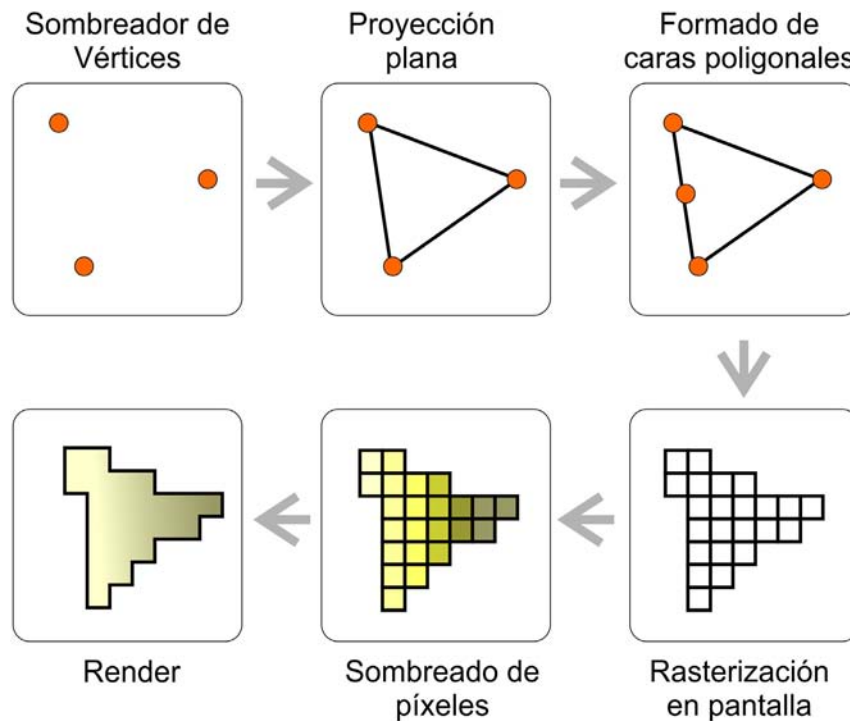 Sombreador de
Vértices
Proyección
plana
Formado de
caras poligonales
Render
Sombreado de
píxeles
Rasterización
en pantalla